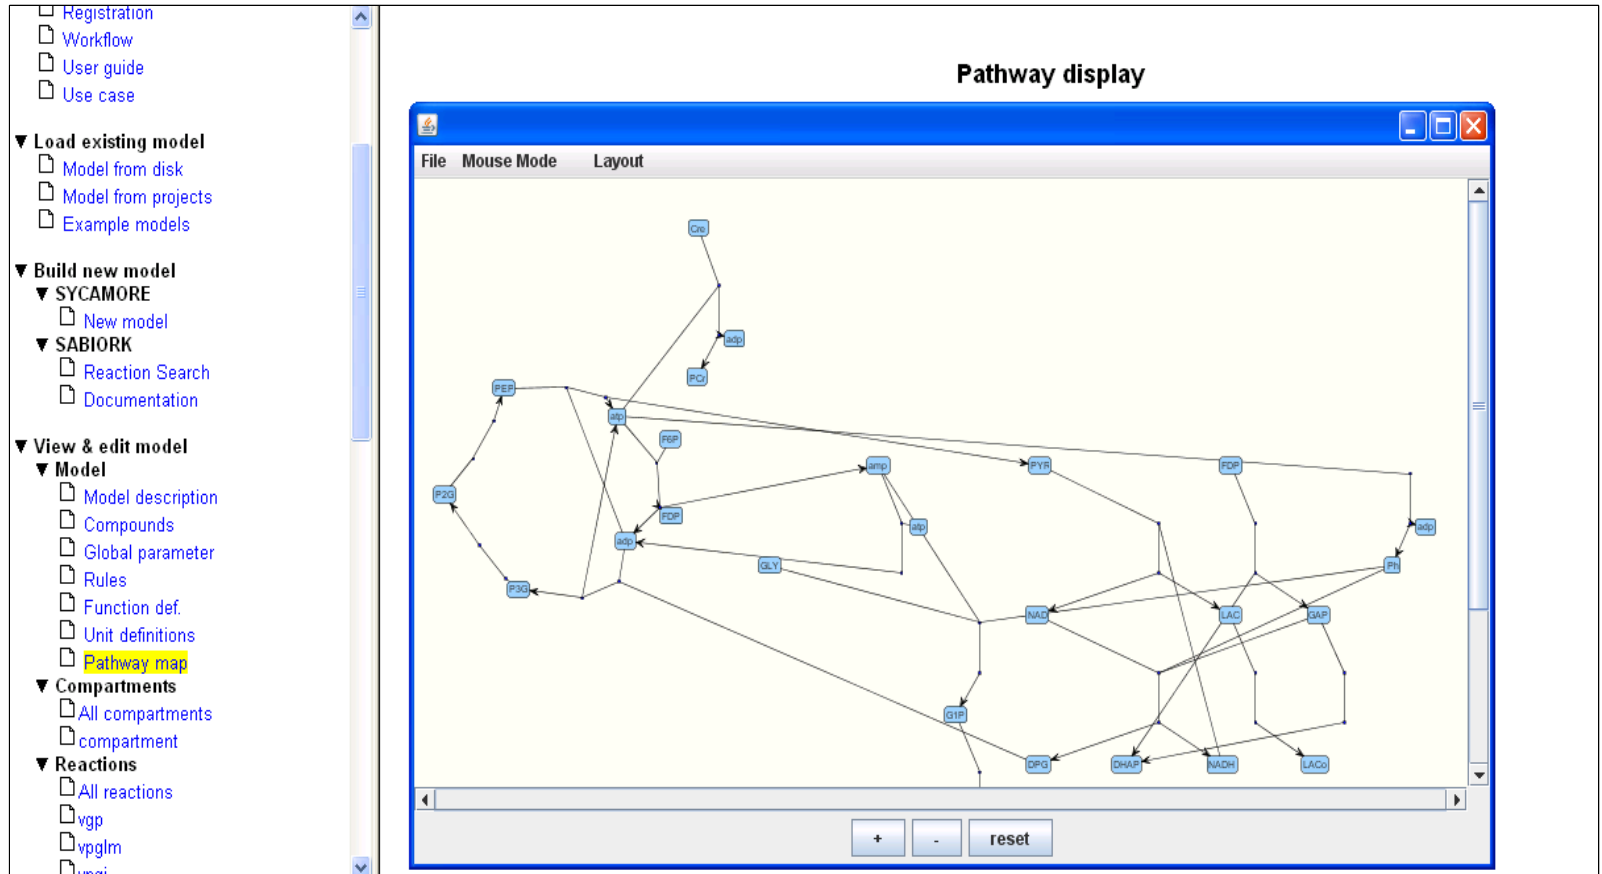 Registration
Workflow
User guide
Use case
Load existing model
Model from disk
Model from projects
Example models
Build new model
SYCAMORE
New model
SABIORK
Reaction Search
Documentation
View & edit model
Model
Model description
Compounds
Global parameter
Rules
Function def.
Unit definitions
Pathway map
Compartments
All compartments
compartment
Reactions
All reactions
vgp
vpglm
Pathway display
File Mouse Mode Layout
Cre
adp
PCr
PEP
atp
F6P
amp
PYR
FDP
P2G
FDP
atp
adp
adp
GLY
Ph
P3G
NAD
LAC
GAP
G1P
DPG
DHAP
NADH
LACo
+ - reset